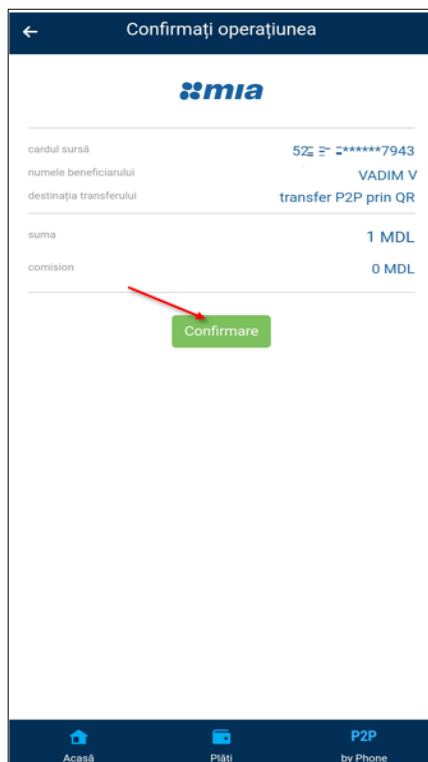 Confirmați operațiunea
mia
cardul sursă
******7943
numele beneficiarului
VADIM V
destinația transferului
transfer P2P prin QR
suma
1 MDL
comision
0 MDL
Confirmare
Acasă
Plăți
P2P
by Phone